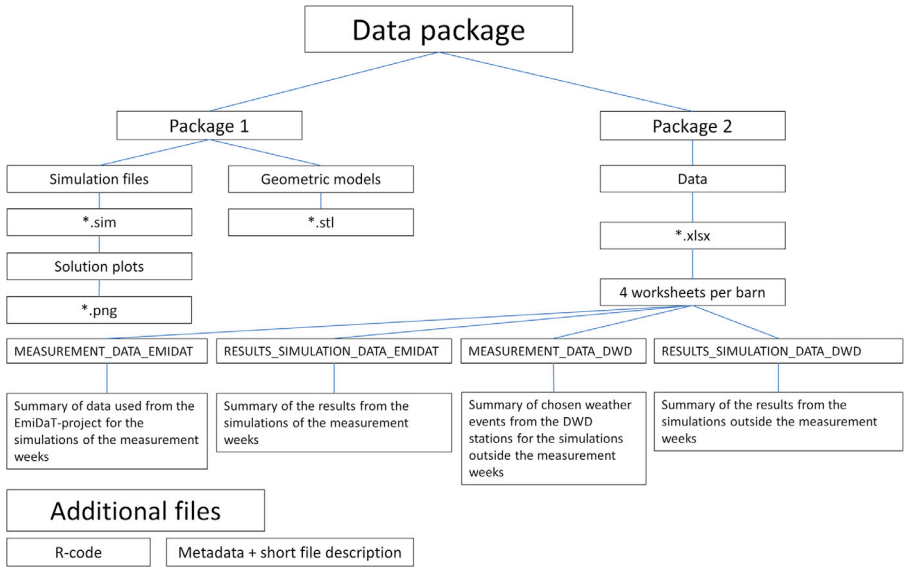 Data package
Package 1
Package 2
Simulation files
Geometric models
Data
*.sim
*.stl
*.xlsx
Solution plots
*.png
4 worksheets per barn
MEASUREMENT_DATA_EMIDAT
RESULTS_SIMULATION_DATA_EMIDAT
MEASUREMENT_DATA_DWD
RESULTS_SIMULATION_DATA_DWD
Summary of data used from the
EmiDaT-project for the
simulations of the measurement
weeks
Summary of the results from the
simulations of the measurement
weeks
Summary of chosen weather
events from the DWD
stations for the simulations
outside the measurement
weeks
Summary of the results from the
simulations outside the measurement
weeks
Additional files
R-code
Metadata + short file description